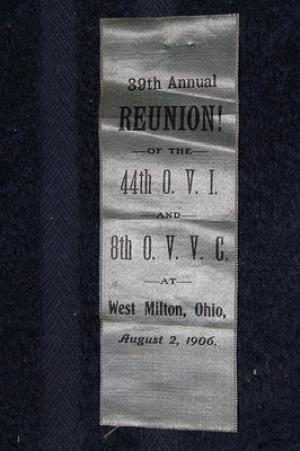 39th Annual
REUNION!
—OF THE—
44th O. V. I.
—AND—
8th O. V. V. C.
—AT—
West Milton, Ohio,
August 2, 1906.